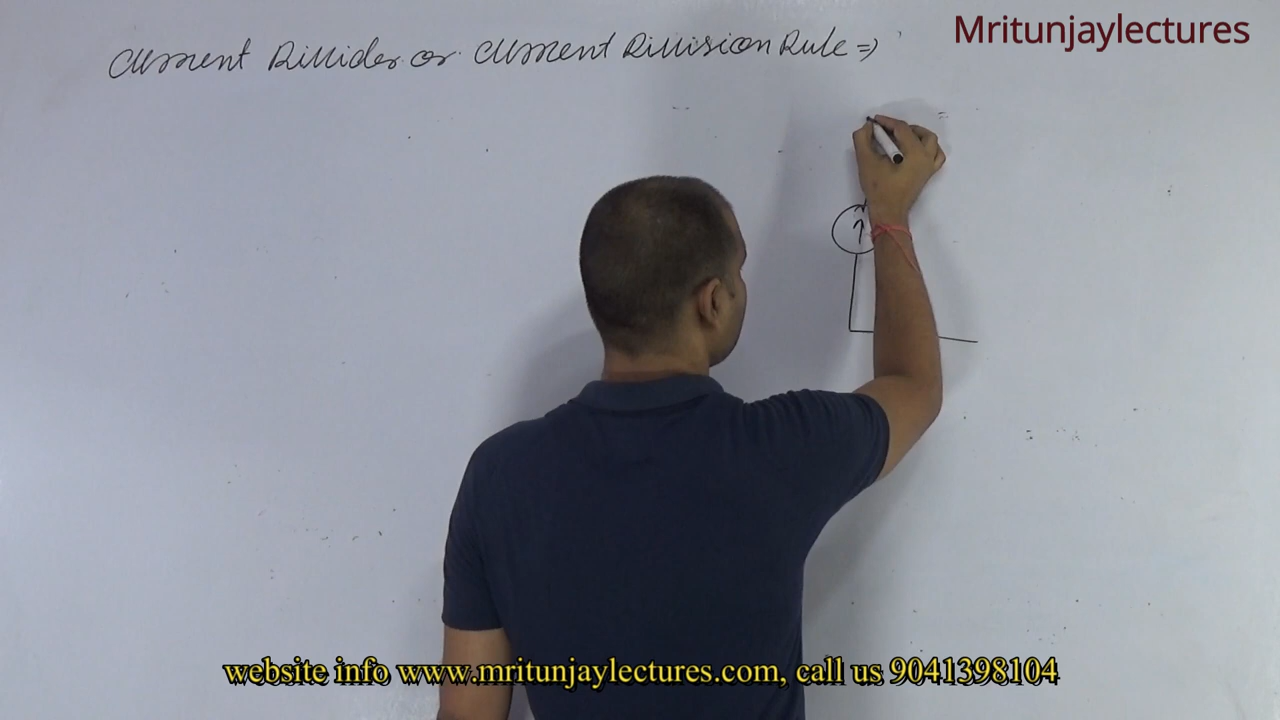 Mritunjaylectures
Current Divider or Current Division Rule ⇒
website info www.mritunjaylectures.com, call us 9041398104